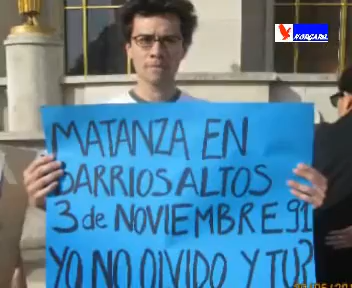 MATANZA EN
BARRIOS ALTOS
3 de NOVIEMBRE 91
YO NO OLVIDO Y TU?